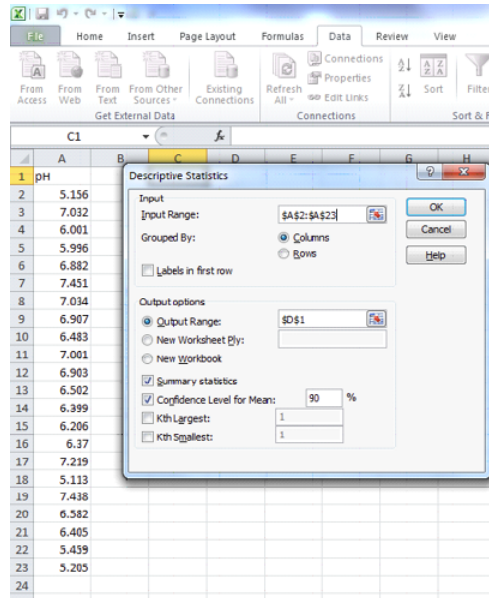 File Home Insert Page Layout Formulas Data Review View
From Access From Web From Text From Other Sources Existing Connections Refresh All Connections Properties Edit Links Sort Filter
Get External Data Connections Sort & F
C1 fx
A B C D E F G H
1 pH
2 5.156
3 7.032
4 6.001
5 5.996
6 6.882
7 7.451
8 7.034
9 6.907
10 6.483
11 7.001
12 6.903
13 6.502
14 6.399
15 6.206
16 6.37
17 7.219
18 5.113
19 7.438
20 6.582
21 6.405
22 5.459
23 5.205
24
Descriptive Statistics
Input
Input Range: $A$2:$A$23
Grouped By: Columns
Rows
Labels in first row
OK
Cancel
Help
Output options
Output Range: $D$1
New Worksheet Ply:
New Workbook
Summary statistics
Confidence Level for Mean: 90 %
Kth Largest: 1
Kth Smallest: 1